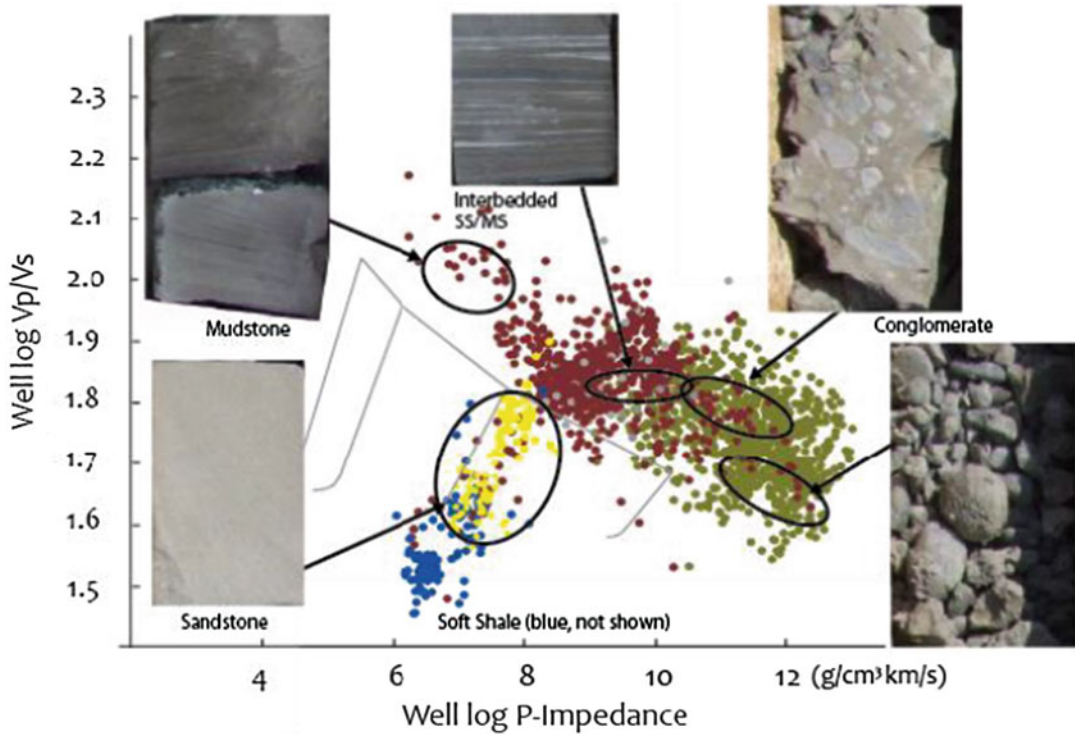 Well log Vp/Vs
2.3
2.2
2.1
2.0
1.9
1.8
1.7
1.6
1.5
Mudstone
Interbedded
SS/MS
Conglomerate
Sandstone
Soft Shale (blue, not shown)
4 6 8 10 12 (g/cm³km/s)
Well log P-Impedance